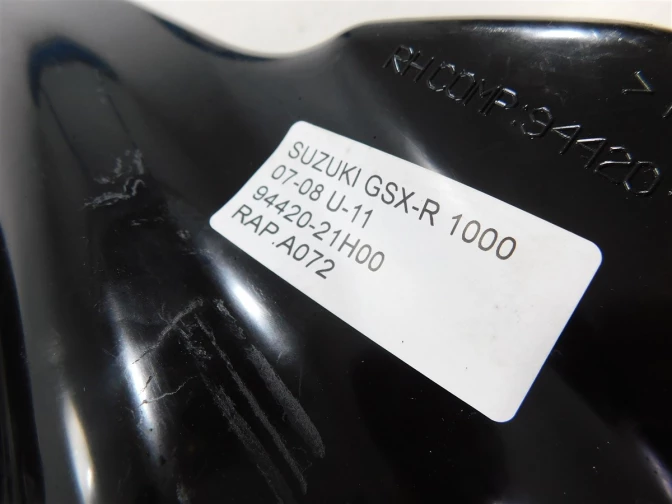 RH COMP:94420
SUZUKI GSX-R 1000
07-08 U-11
94420-21H00
RAP.A072